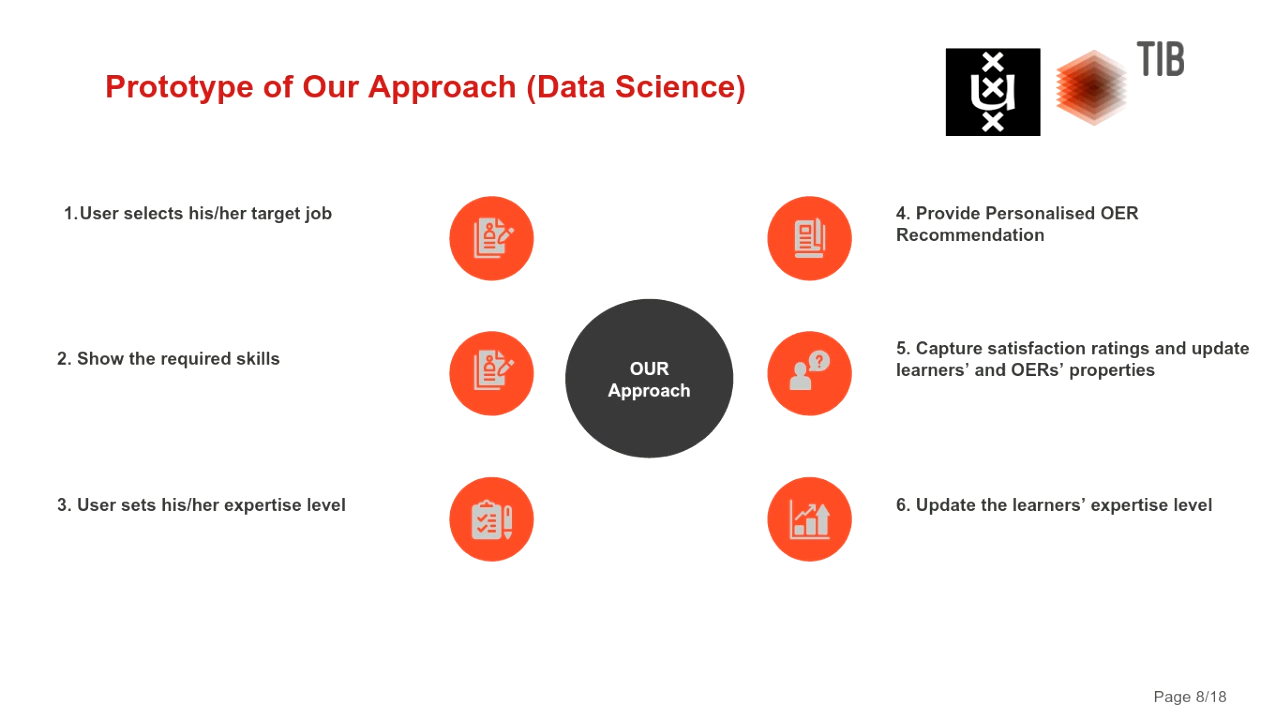 Prototype of Our Approach (Data Science)
TIB
1.User selects his/her target job
2. Show the required skills
3. User sets his/her expertise level
OUR
Approach
4. Provide Personalised OER
Recommendation
5. Capture satisfaction ratings and update
learners’ and OERs’ properties
6. Update the learners’ expertise level
Page 8/18